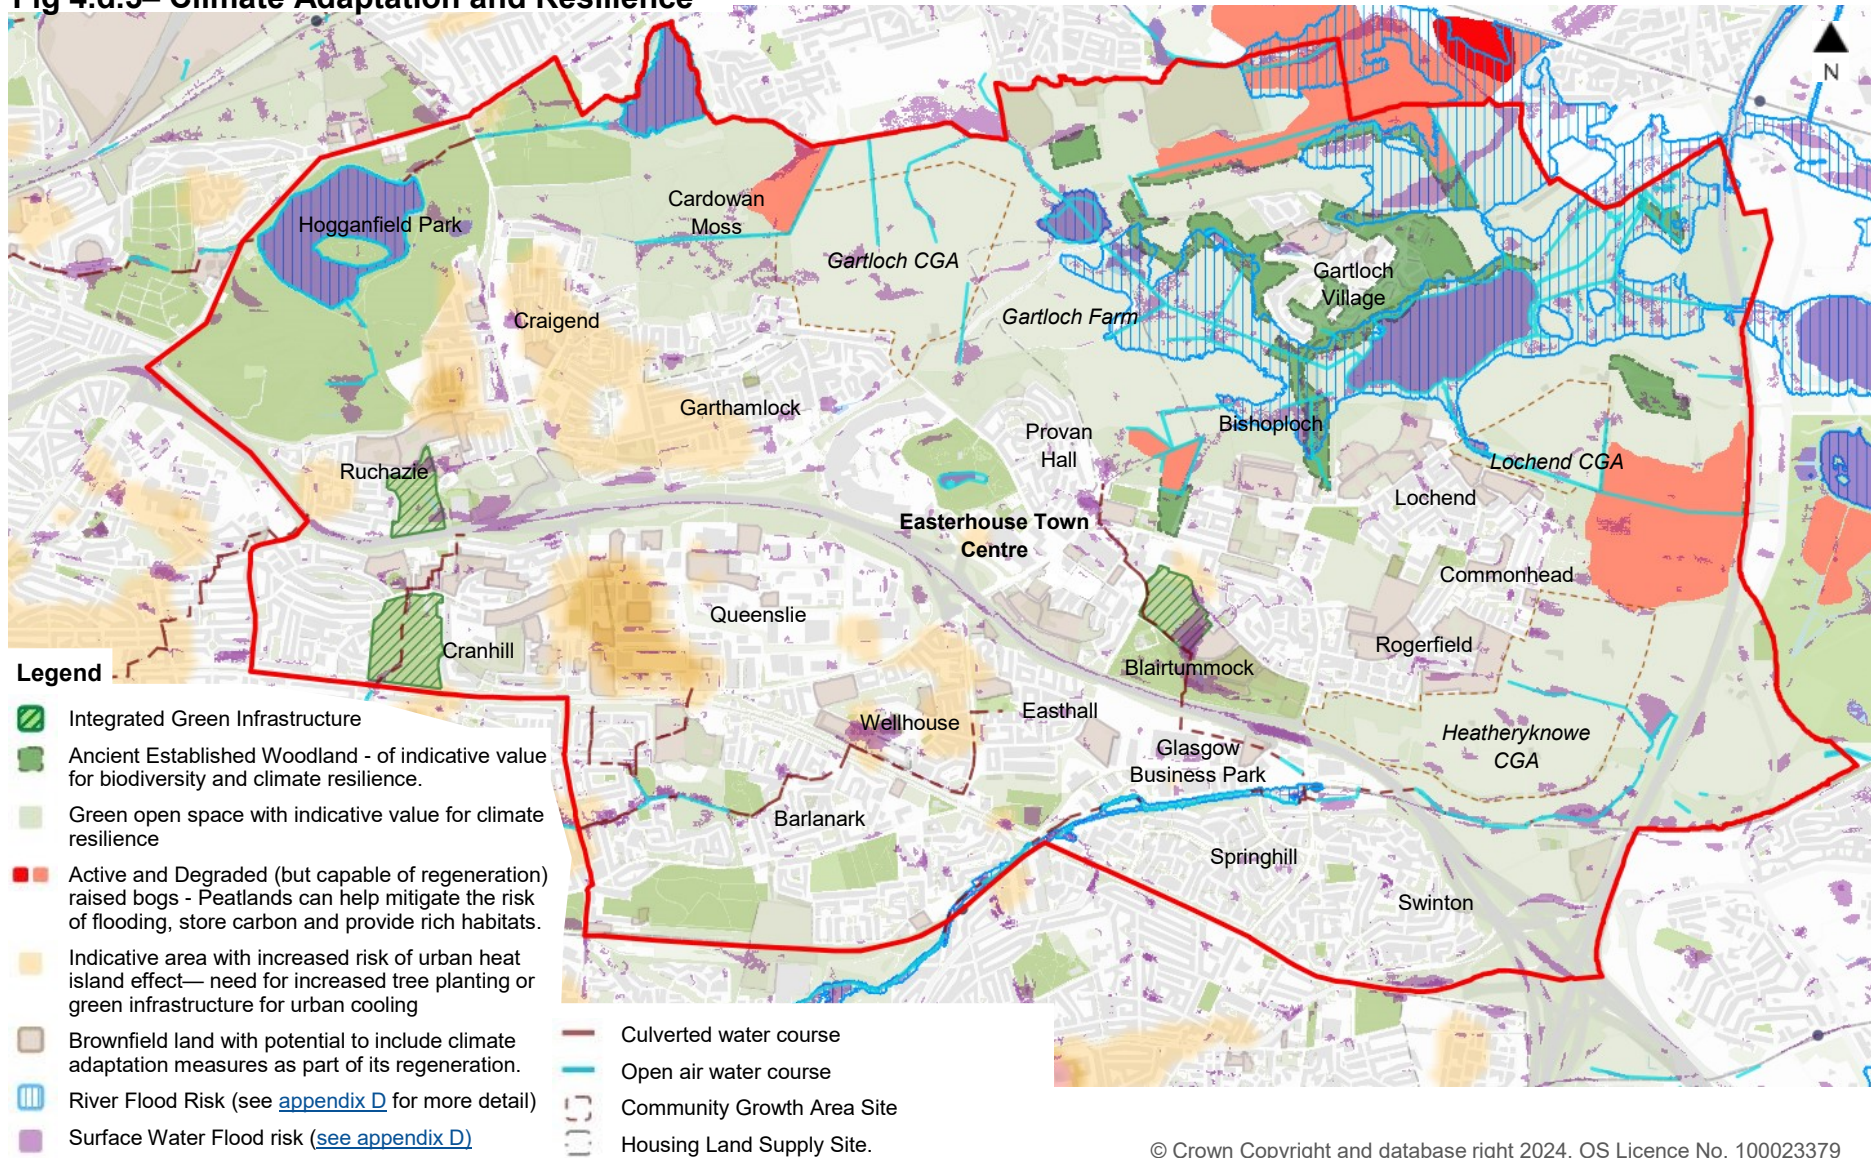 Fig 4.d.3– Climate Adaptation and Resilience
N
Hogganfield Park
Cardowan
Moss
Gartloch CGA
Gartloch
Village
Gartloch Farm
Craigend
Garthamlock
Provan
Hall
Bishoploch
Ruchazie
Lochend CGA
Lochend
Easterhouse Town
Centre
Commonhead
Queenslie
Cranhill
Rogerfield
Blairtummock
Wellhouse
Easthall
Heatheryknowe
CGA
Glasgow
Business Park
Barlanark
Springhill
Swinton
Legend
Integrated Green Infrastructure
Ancient Established Woodland - of indicative value
for biodiversity and climate resilience.
Green open space with indicative value for climate
resilience
Active and Degraded (but capable of regeneration)
raised bogs - Peatlands can help mitigate the risk
of flooding, store carbon and provide rich habitats.
Indicative area with increased risk of urban heat
island effect— need for increased tree planting or
green infrastructure for urban cooling
Brownfield land with potential to include climate
adaptation measures as part of its regeneration.
River Flood Risk (see appendix D for more detail)
Surface Water Flood risk (see appendix D)
Culverted water course
Open air water course
Community Growth Area Site
Housing Land Supply Site.
© Crown Copyright and database right 2024. OS Licence No. 100023379